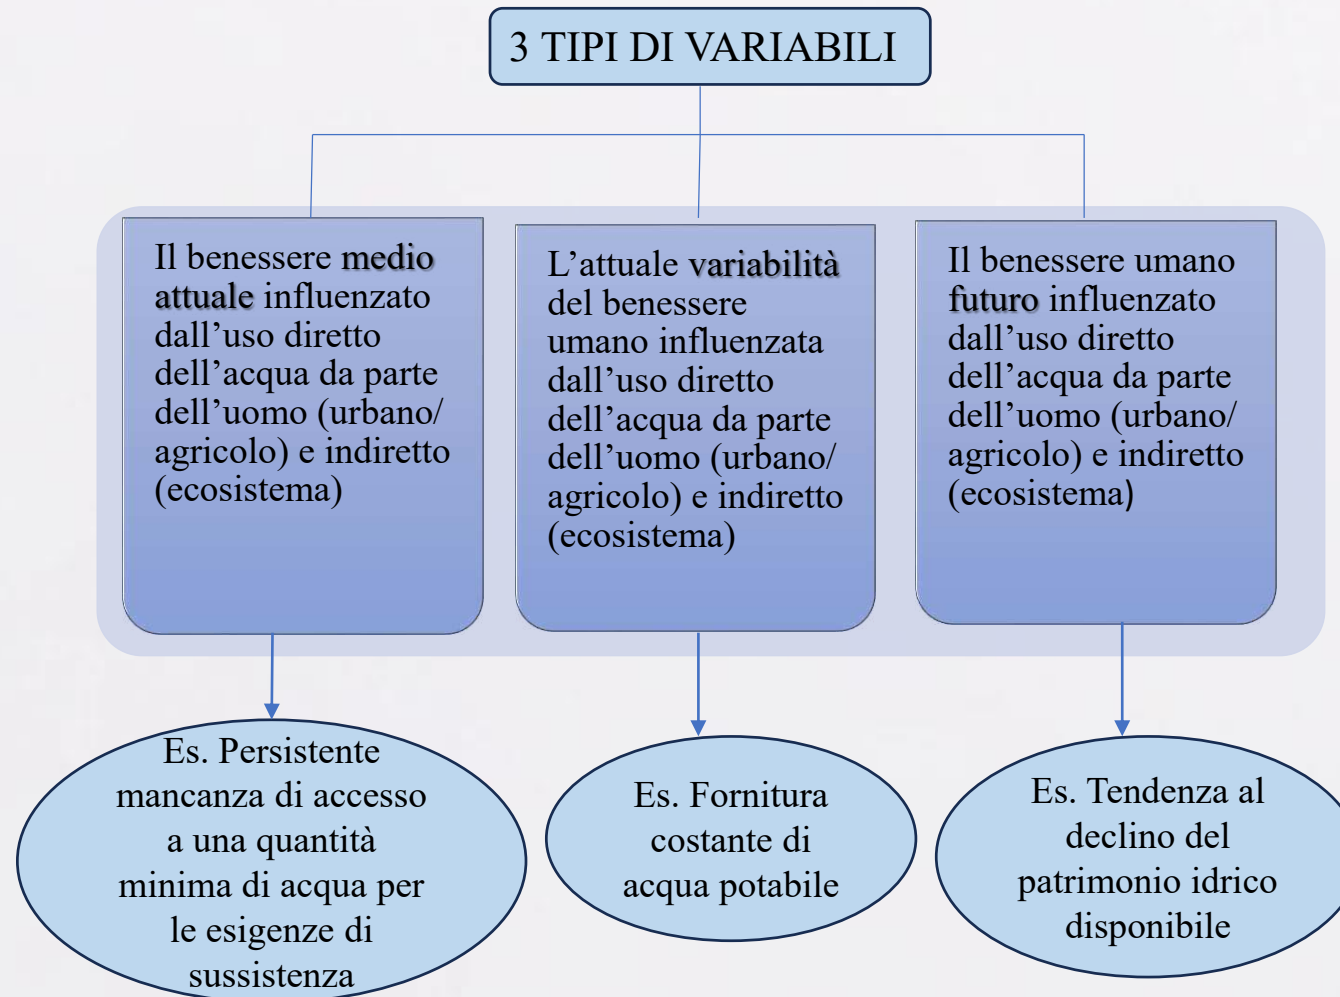 3 TIPI DI VARIABILI
Il benessere medio
attuale influenzato
dall’uso diretto
dell’acqua da parte
dell’uomo (urbano/
agricolo) e indiretto
(ecosistema)
L’attuale variabilità
del benessere
umano influenzata
dall’uso diretto
dell’acqua da parte
dell’uomo (urbano/
agricolo) e indiretto
(ecosistema)
Il benessere umano
futuro influenzato
dall’uso diretto
dell’acqua da parte
dell’uomo (urbano/
agricolo) e indiretto
(ecosistema)
Es. Persistente
mancanza di accesso
a una quantità
minima di acqua per
le esigenze di
sussistenza
Es. Fornitura
costante di
acqua potabile
Es. Tendenza al
declino del
patrimonio idrico
disponibile